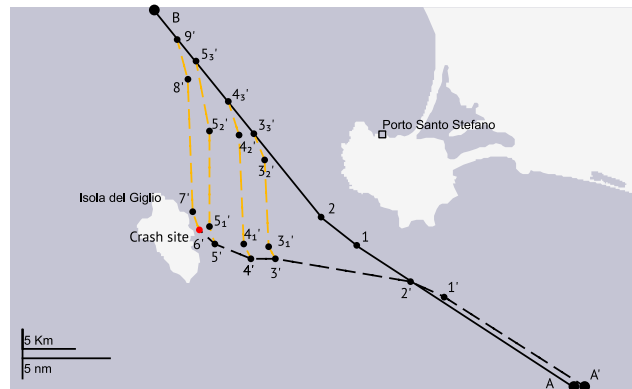 B
9'
5₃'
8'
4₃'
5₂'
3₃'
4₂'
Porto Santo Stefano
3₂'
Isola del Giglio
7'
2
5₁'
Crash site
6'
5'
4₁'
3₁'
1
4'
3'
2'
1'
5 Km
5 nm
A
A'